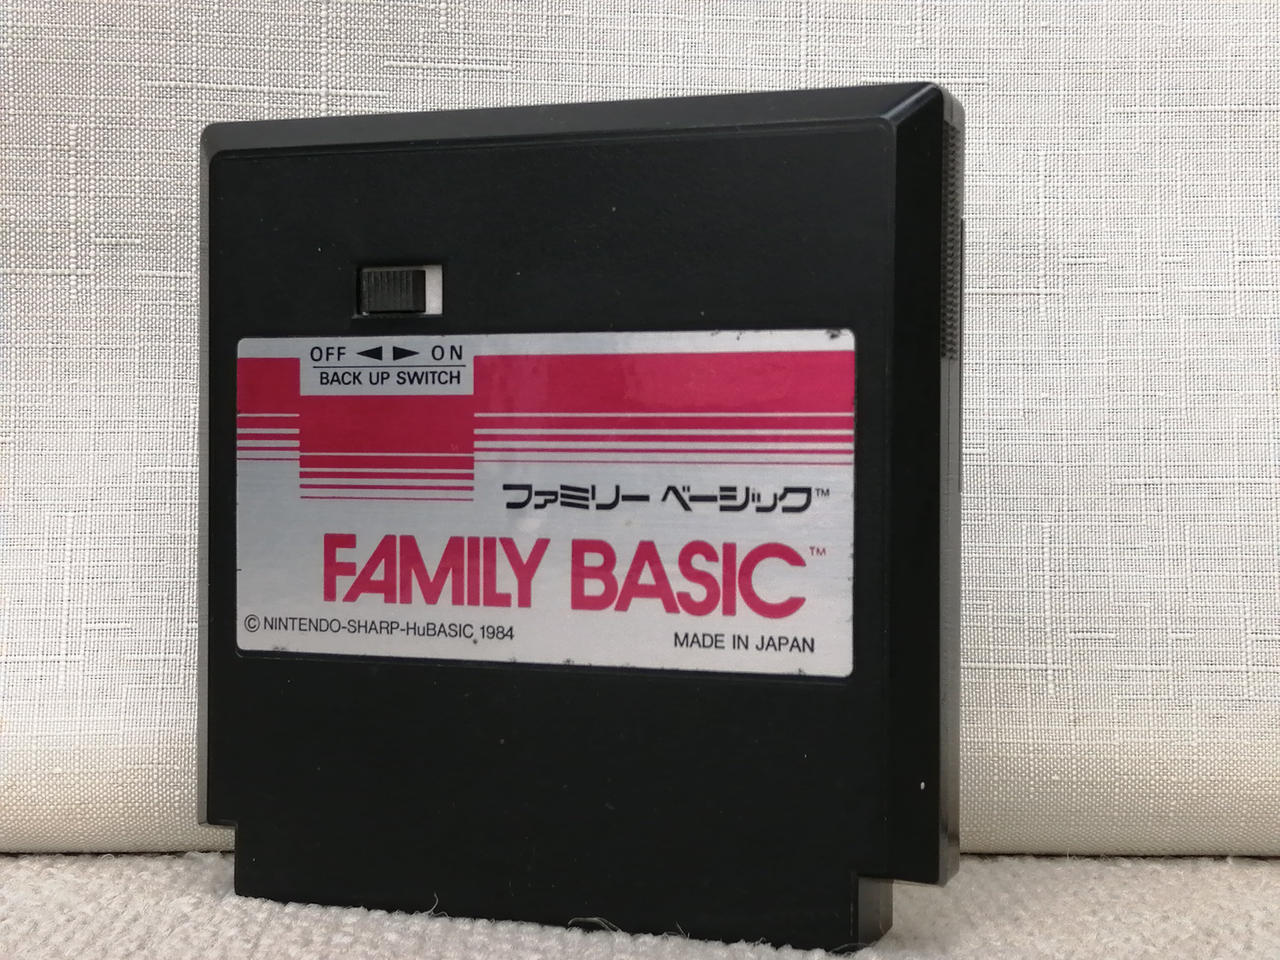 OFF ◀ ▶ ON
BACK UP SWITCH
ファミリー ベーシック™
FAMILY BASIC™
© NINTENDO-SHARP-HuBASIC 1984
MADE IN JAPAN